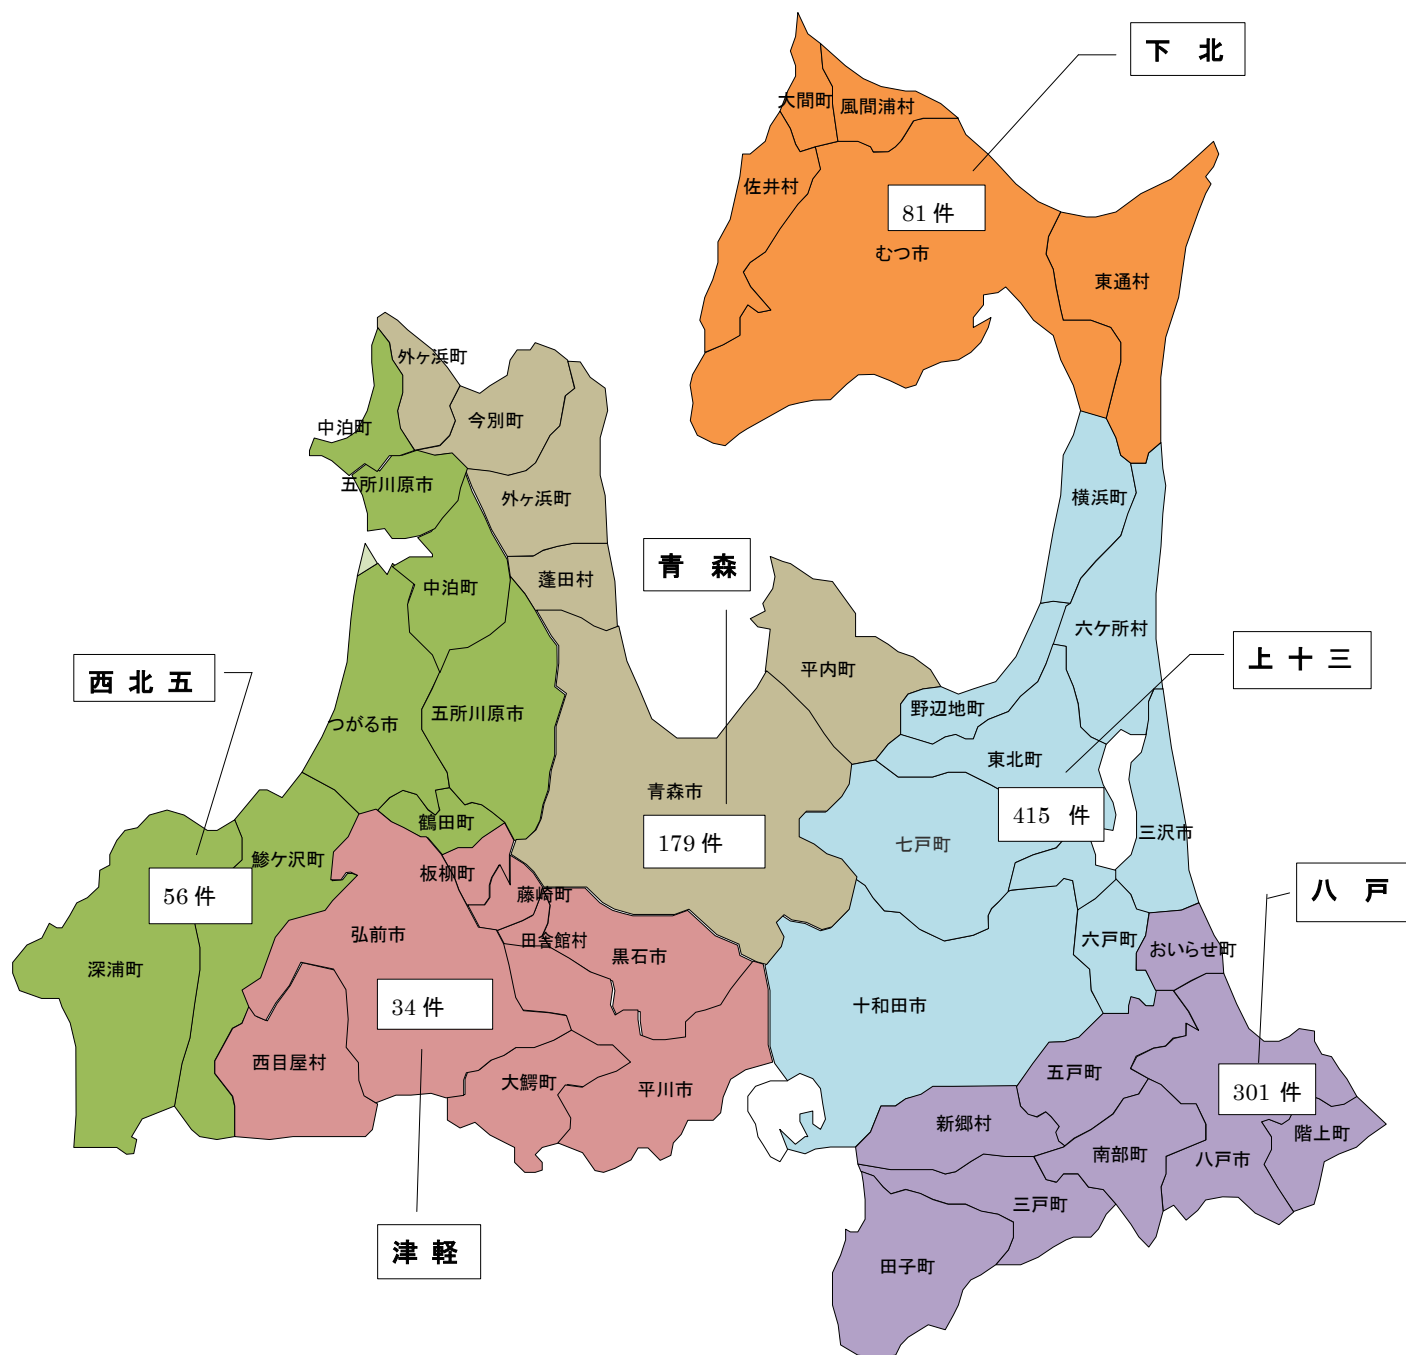 下 北
大間町
風間浦村
佐井村
81 件
むつ市
東通村
外ヶ浜町
中泊町
今別町
五所川原市
外ヶ浜町
横浜町
青 森
蓬田村
中泊町
六ケ所村
上 十 三
西 北 五
平内町
つがる市
五所川原市
野辺地町
東北町
青森市
鶴田町
415 件
三沢市
179 件
七戸町
鰺ケ沢町
板柳町
56 件
藤崎町
八 戸
弘前市
田舎館村
黒石市
六戸町
おいらせ町
深浦町
34 件
十和田市
西目屋村
大鰐町
平川市
五戸町
301 件
新郷村
階上町
南部町
八戸市
三戸町
津 軽
田子町